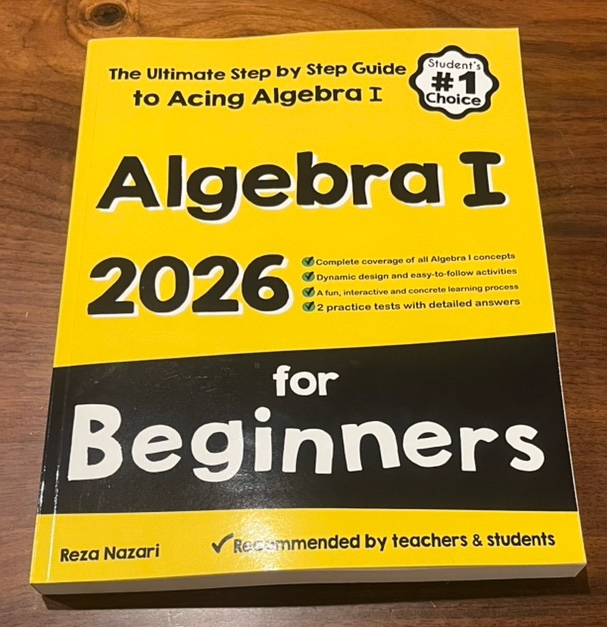 The Ultimate Step by Step Guide
to Acing Algebra I
Student's
#1
Choice
Algebra I
2026
Complete coverage of all Algebra I concepts
Dynamic design and easy-to-follow activities
A fun, interactive and concrete learning process
2 practice tests with detailed answers
for
Beginners
Reza Nazari
Recommended by teachers & students